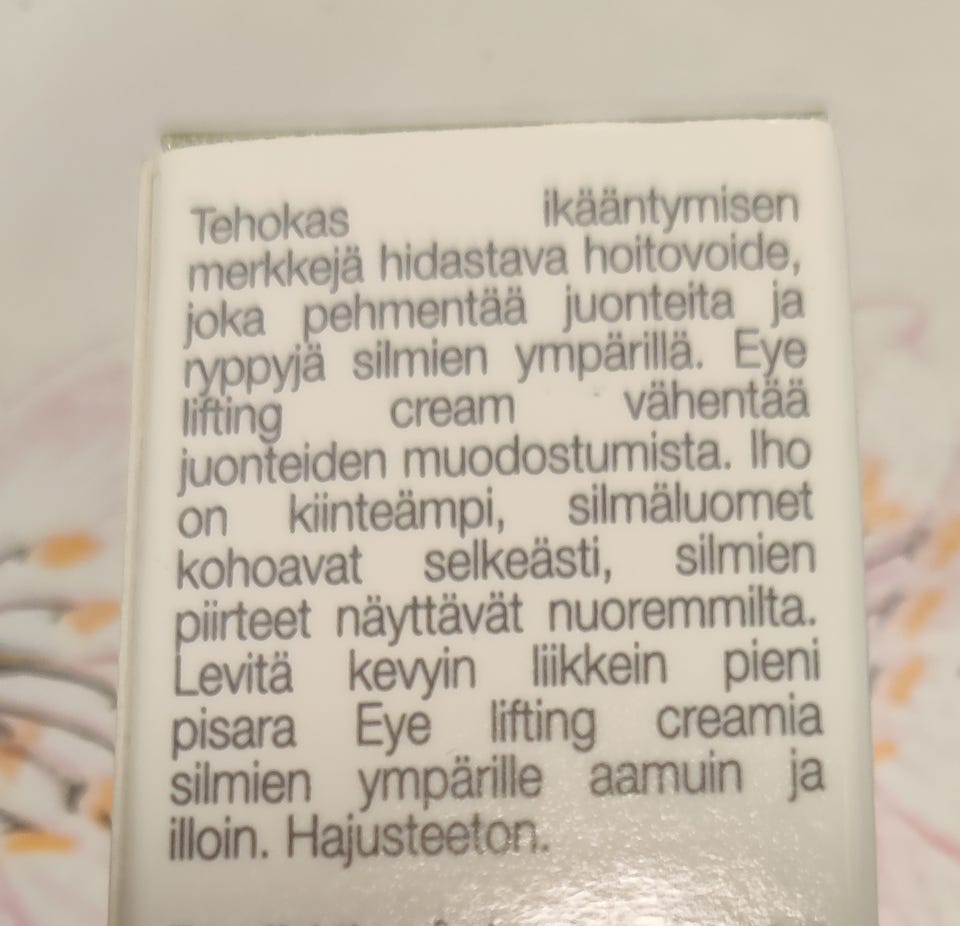 Tehokas ikääntymisen
merkkejä hidastava hoitovoide,
joka pehmentää juonteita ja
ryppyjä silmien ympärillä. Eye
lifting cream vähentää
juonteiden muodostumista. Iho
on kiinteämpi, silmäluomet
kohoavat selkeästi, silmien
piirteet näyttävät nuoremmilta.
Levitä kevyin liikkein pieni
pisara Eye lifting creamia
silmien ympärille aamuin ja
illoin. Hajusteeton.